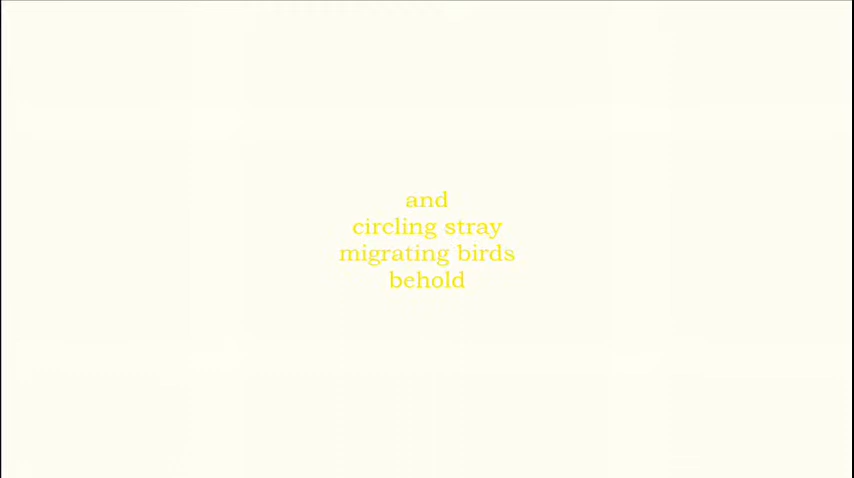 and
circling stray
migrating birds
behold